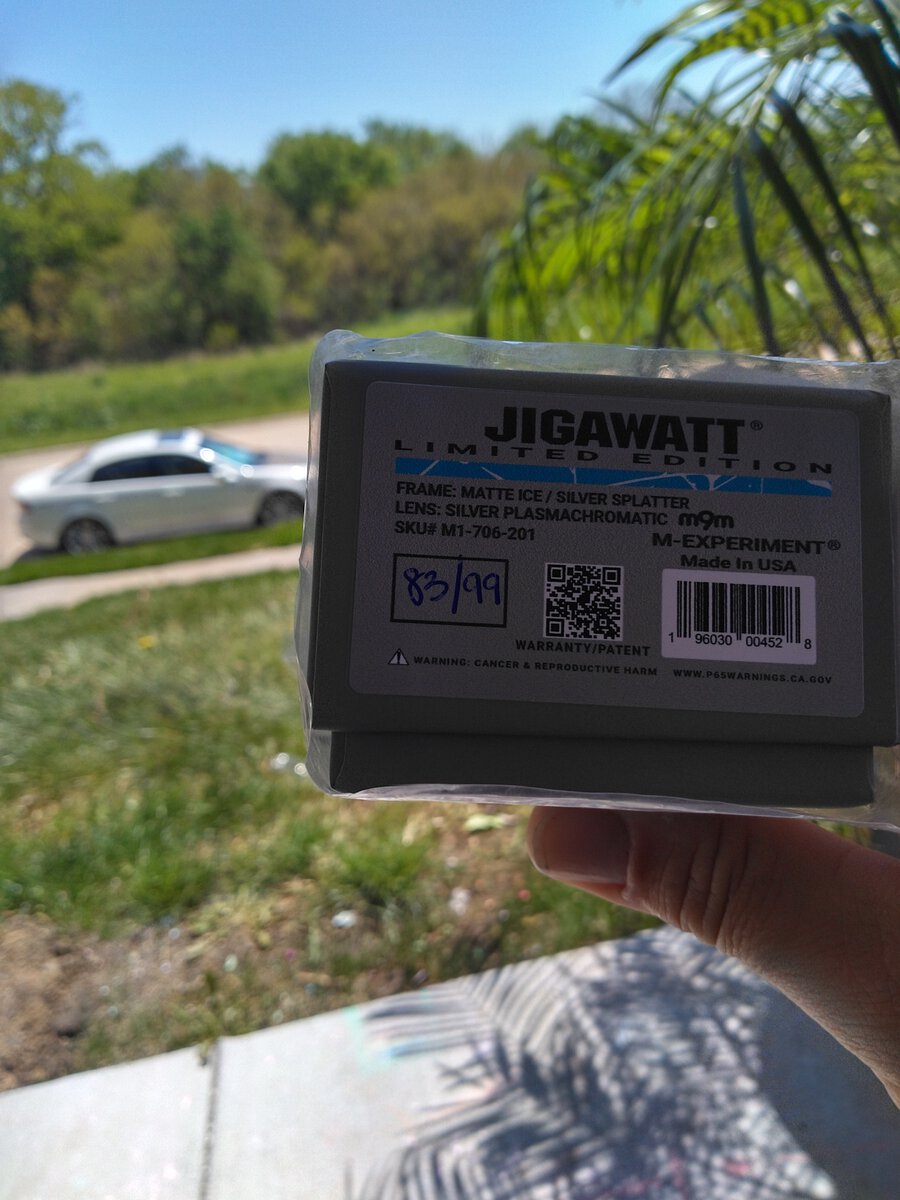 JIGAWATT®
LIMITED EDITION
FRAME: MATTE ICE / SILVER SPLATTER
LENS: SILVER PLASMACHROMATIC m9m
SKU# M1-706-201
M-EXPERIMENT®
Made In USA
83/99
1 96030 00452 8
WARRANTY/PATENT
⚠ WARNING: CANCER & REPRODUCTIVE HARM WWW.P65WARNINGS.CA.GOV